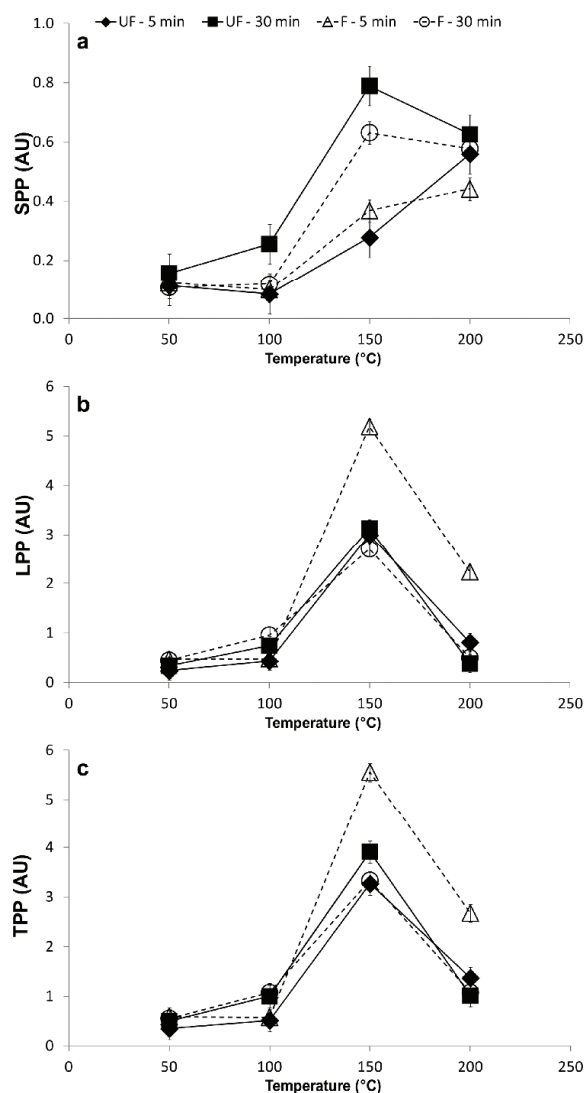 UF - 5 min UF - 30 min F - 5 min F - 30 min
a
1.0
0.8
0.6
0.4
0.2
0.0
SPP (AU)
0 50 100 150 200 250
Temperature (°C)
b
6
5
4
3
2
1
0
LPP (AU)
0 50 100 150 200 250
Temperature (°C)
c
6
5
4
3
2
1
0
TPP (AU)
0 50 100 150 200 250
Temperature (°C)